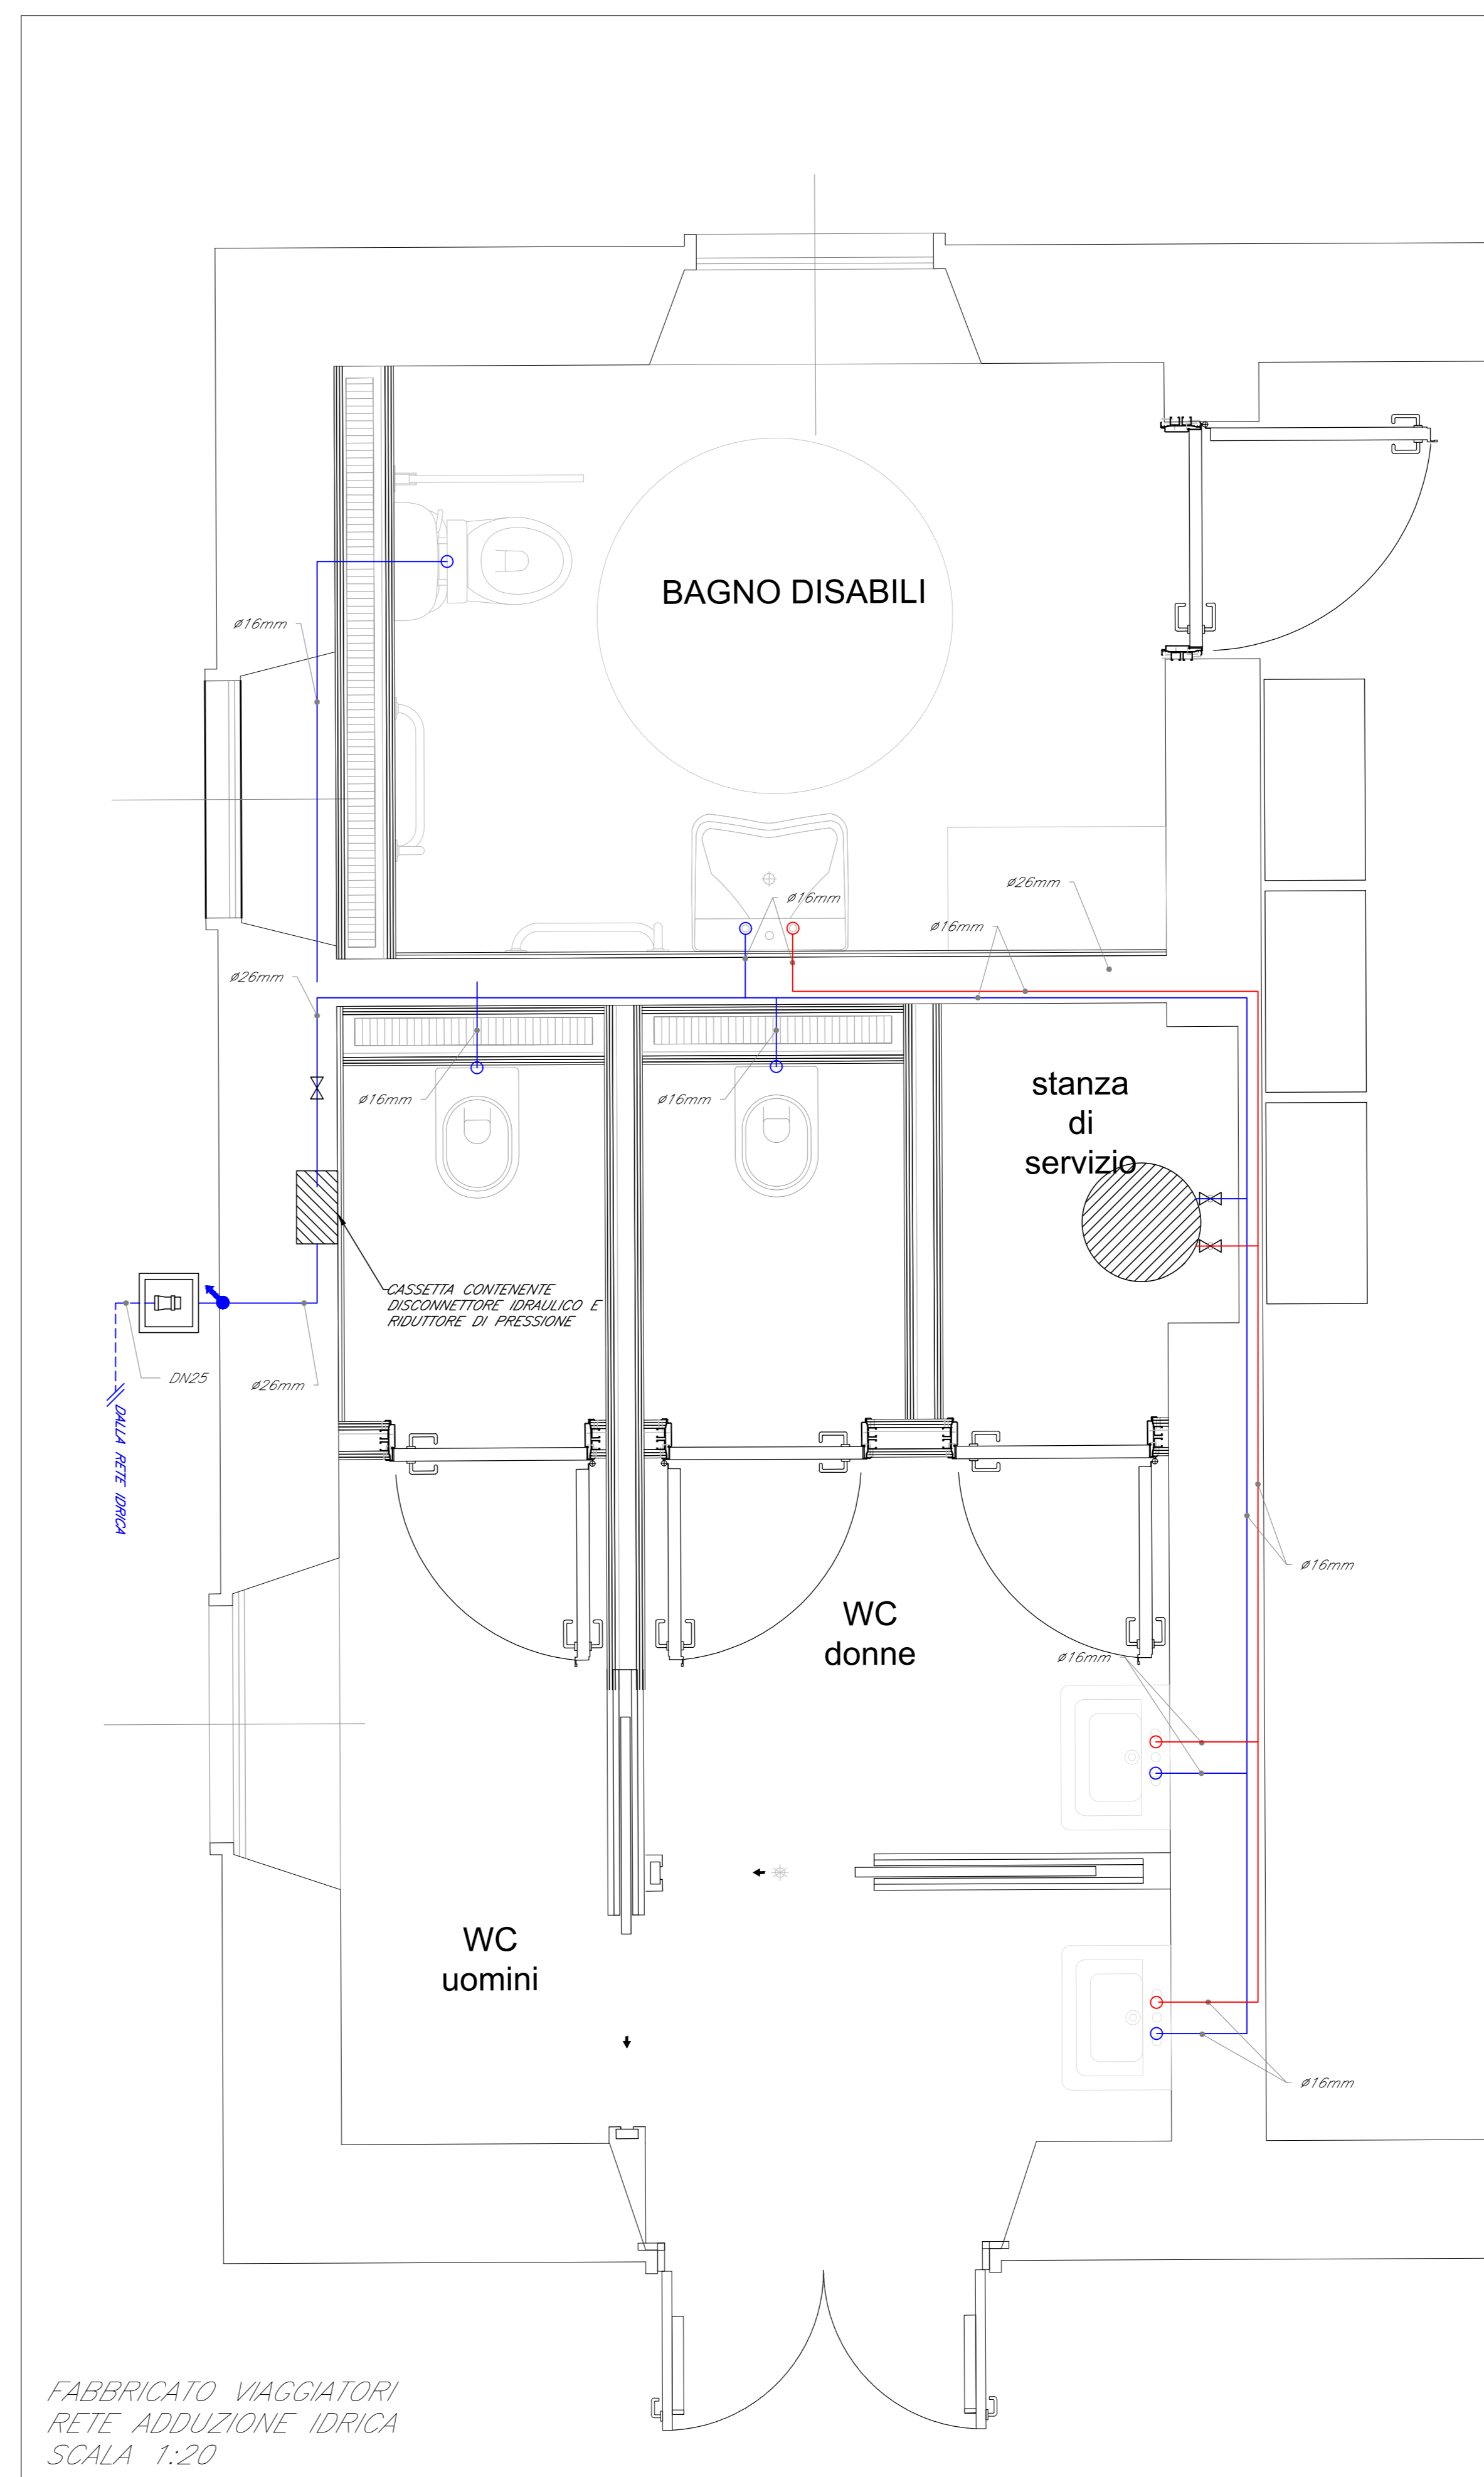 Ø16mm
BAGNO DISABILI
Ø26mm
Ø16mm
Ø16mm
Ø26mm
stanza
di
servizio
Ø16mm
Ø16mm
CASSETTA CONTENENTE
DISCONNETTORE IDRAULICO E
RIDUTTORE DI PRESSIONE
DN25
Ø26mm
DALLA RETE IDRICA
Ø16mm
WC
donne
Ø16mm
WC
uomini
Ø16mm
FABBRICATO VIAGGIATORI
RETE ADDUZIONE IDRICA
SCALA 1:20